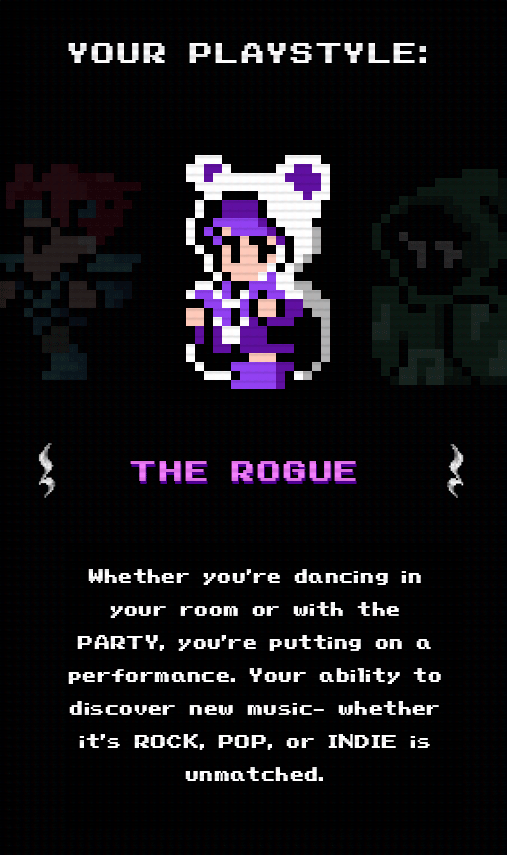 YOUR PLAYSTYLE:
THE ROGUE
Whether you're dancing in
your room or with the
PARTY, you're putting on a
performance. Your ability to
discover new music- whether
it's ROCK, POP, or INDIE is
unmatched.